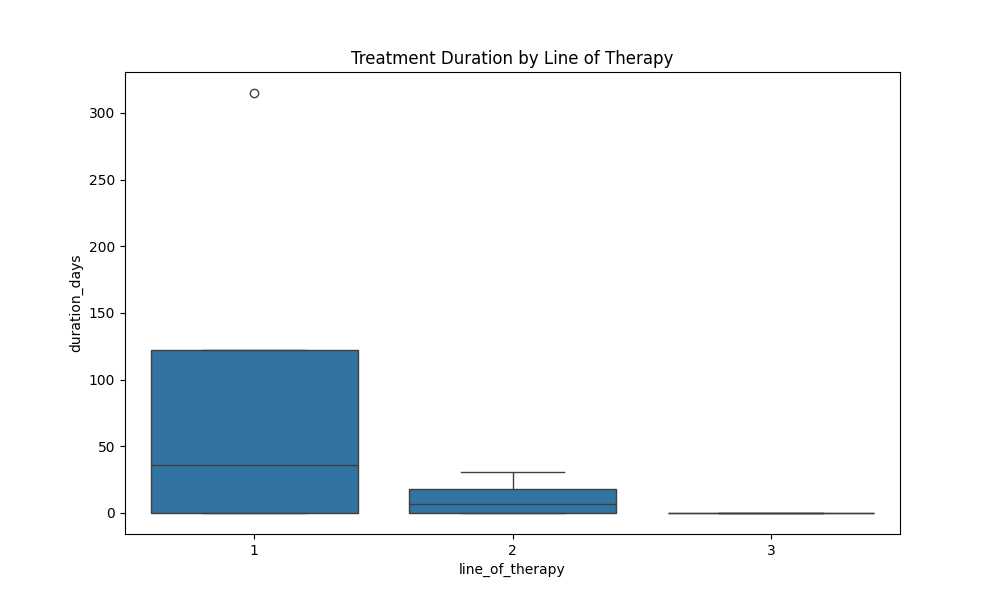 Treatment Duration by Line of Therapy
duration_days
300
250
200
150
100
50
0
1 2 3
line_of_therapy